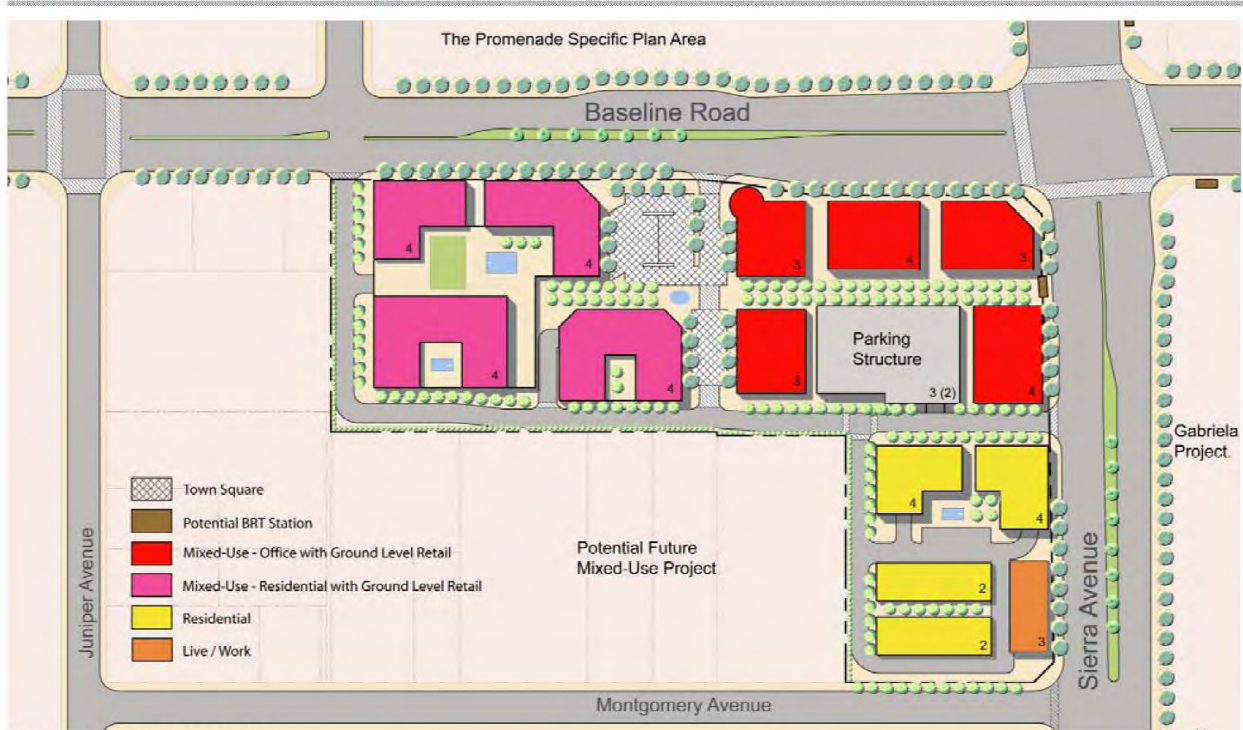 The Promenade Specific Plan Area
Baseline Road
4
4
3
4
3
4
4
3
Parking
Structure
3 (2)
4
Gabriela
Project.
4
4
Town Square
Potential BRT Station
Mixed-Use - Office with Ground Level Retail
Mixed-Use - Residential with Ground Level Retail
Residential
Live / Work
Potential Future
Mixed-Use Project
2
2
3
Juniper Avenue
Sierra Avenue
Montgomery Avenue